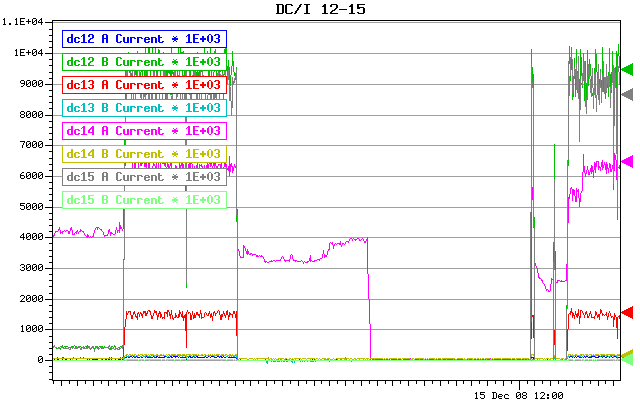 DC/I 12-15
1.1E+04
1E+04
9000
8000
7000
6000
5000
4000
3000
2000
1000
0
dc12 A Current * 1E+03
dc12 B Current * 1E+03
dc13 A Current * 1E+03
dc13 B Current * 1E+03
dc14 A Current * 1E+03
dc14 B Current * 1E+03
dc15 A Current * 1E+03
dc15 B Current * 1E+03
15 Dec 08 12:00